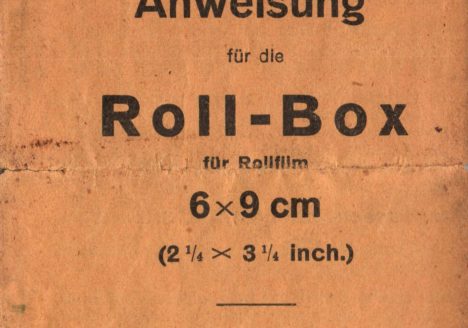 Anweisung
für die
Roll-Box
für Rollfilm
6×9 cm
(2 1/4 × 3 1/4 inch.)